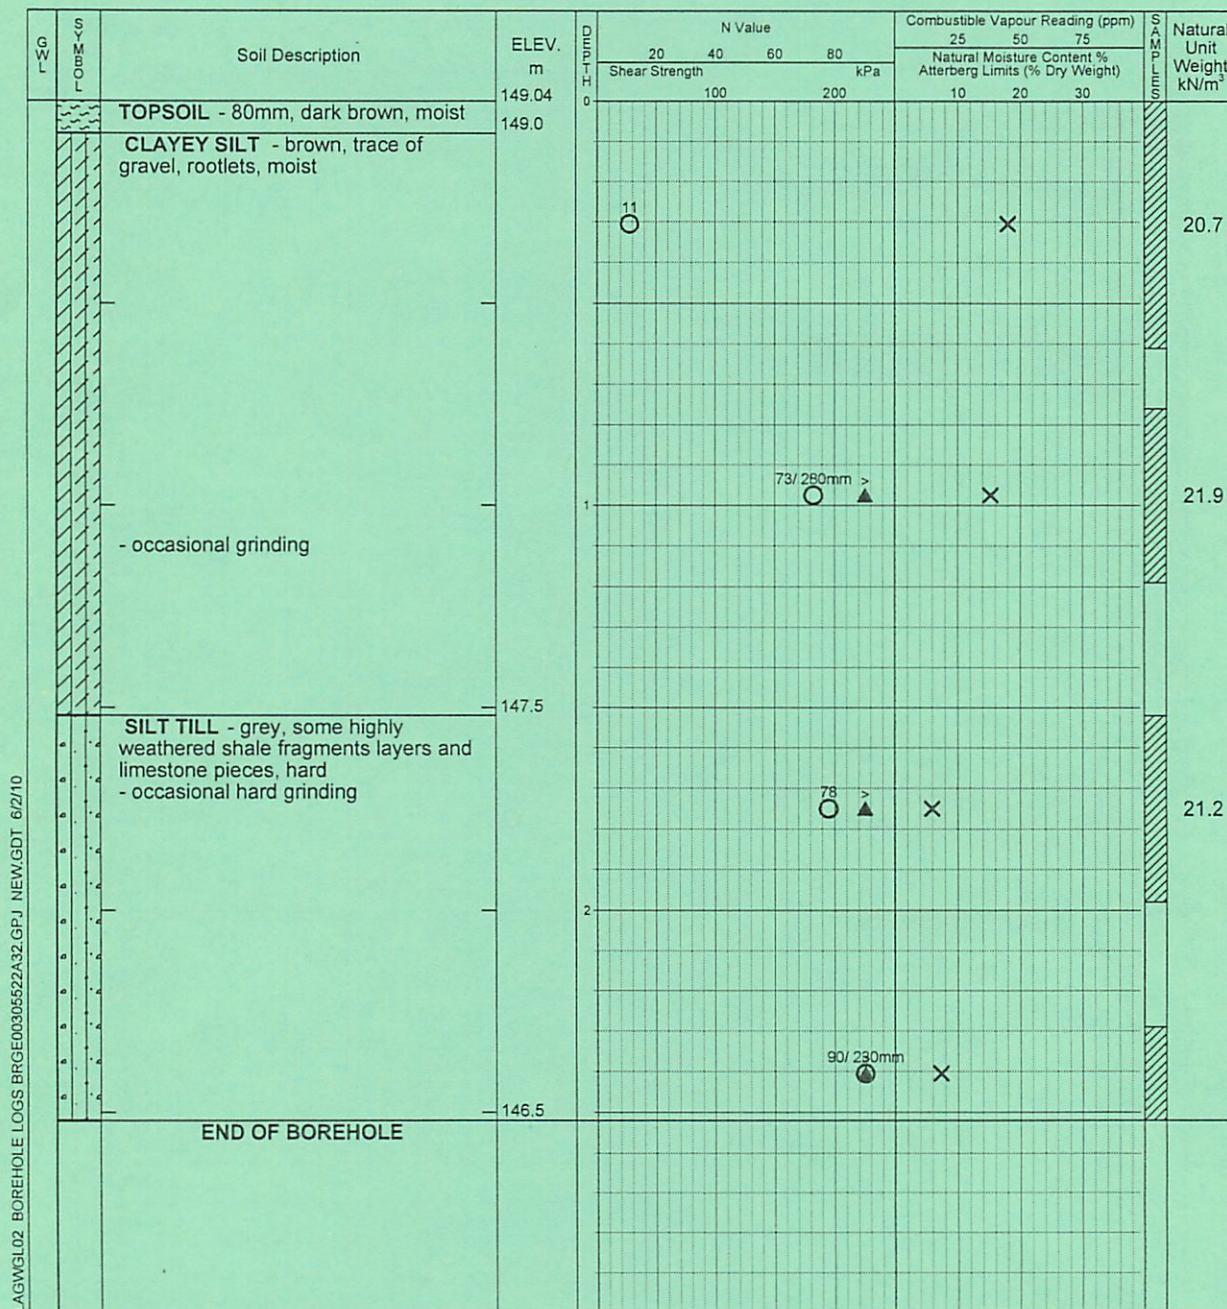 GWL
SYMBOL
Soil Description
ELEV.
m
DEPTH
N Value
20 40 60 80
Shear Strength kPa
100 200
Combustible Vapour Reading (ppm)
25 50 75
Natural Moisture Content %
Atterberg Limits (% Dry Weight)
10 20 30
SAMPLES
Natural
Unit
Weight
kN/m³
149.04
0
TOPSOIL - 80mm, dark brown, moist
149.0
CLAYEY SILT - brown, trace of
gravel, rootlets, moist
11
20.7
73/ 280mm >
21.9
1
- occasional grinding
147.5
SILT TILL - grey, some highly
weathered shale fragments layers and
limestone pieces, hard
- occasional hard grinding
78 >
21.2
2
90/ 230mm
146.5
END OF BOREHOLE
LAGWGL02 BOREHOLE LOGS BRGE00305522A32.GPJ NEW.GDT 6/2/10